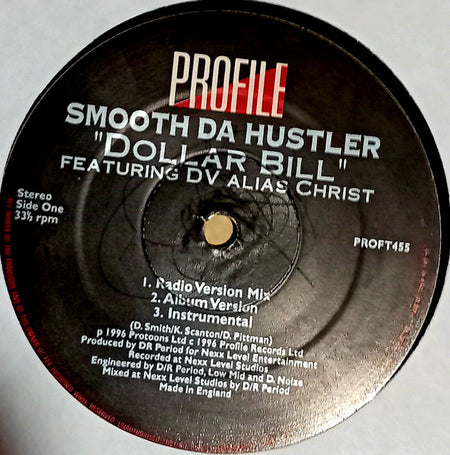 PROFILE
SMOOTH DA HUSTLER
"DOLLAR BILL"
FEATURING DV ALIAS CHRIST
Stereo
Side One
33⅓ rpm
PROFT455
1. Radio Version Mix
2. Album Version
3. Instrumental
(D. Smith/K. Scanton/D. Pittman)
p 1996 Protoons Ltd c 1996 Profile Records Ltd
Produced by DR Period for Nexx Level Entertainment
Recorded at Nexx Level Studios
Engineered by D/R Period, Low Mid and D. Noize
Mixed at Nexx Level Studios by D/R Period
Made in England